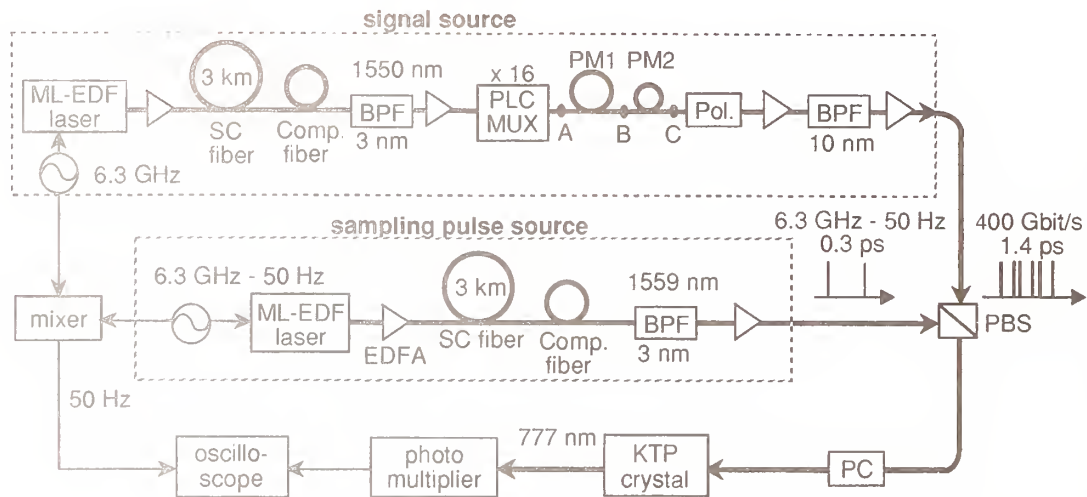 signal source
ML-EDF
laser
3 km
SC
fiber
Comp.
fiber
1550 nm
BPF
3 nm
x 16
PLC
MUX
A
PM1
B
PM2
C
Pol.
BPF
10 nm
6.3 GHz
sampling pulse source
6.3 GHz - 50 Hz
ML-EDF
laser
EDFA
3 km
SC fiber
Comp.
fiber
1559 nm
BPF
3 nm
6.3 GHz - 50 Hz
0.3 ps
400 Gbit/s
1.4 ps
PBS
mixer
50 Hz
oscillo-
scope
photo
multiplier
777 nm
KTP
crystal
PC